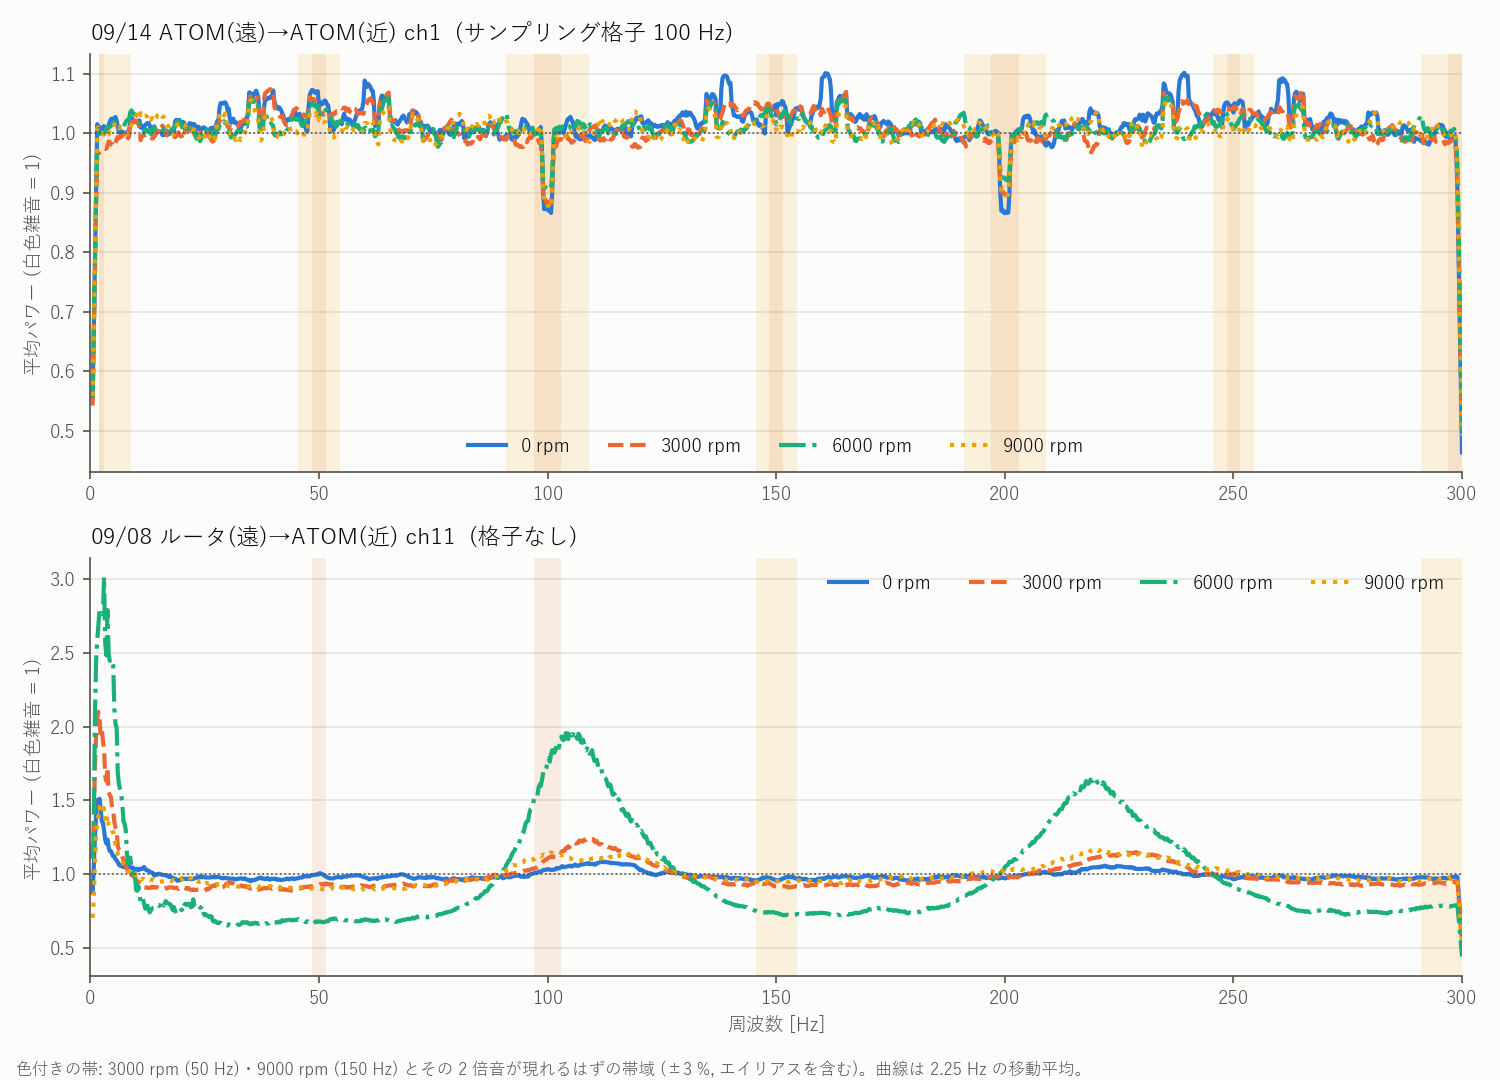 09/14 ATOM(遠)→ATOM(近) ch1（サンプリング格子 100 Hz）
平均パワー（白色雑音 = 1）
1.1
1.0
0.9
0.8
0.7
0.6
0.5
0 rpm 3000 rpm 6000 rpm 9000 rpm
0 50 100 150 200 250 300
09/08 ルータ(遠)→ATOM(近) ch11（格子なし）
平均パワー（白色雑音 = 1）
3.0
2.5
2.0
1.5
1.0
0.5
0 rpm 3000 rpm 6000 rpm 9000 rpm
0 50 100 150 200 250 300
周波数 [Hz]
色付きの帯: 3000 rpm (50 Hz)・9000 rpm (150 Hz) とその 2 倍音が現れるはずの帯域 (±3 %, エイリアスを含む)。曲線は 2.25 Hz の移動平均。